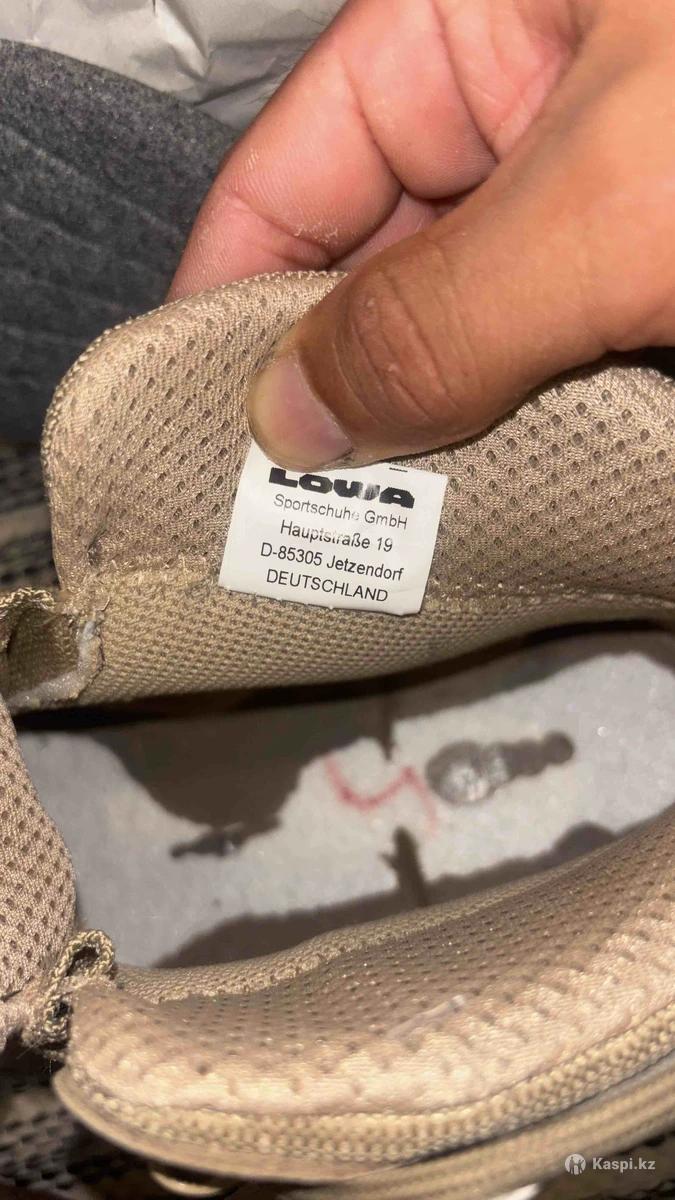 LOWA
Sportschuhe GmbH
Hauptstraße 19
D-85305 Jetzendorf
DEUTSCHLAND
Kaspi.kz